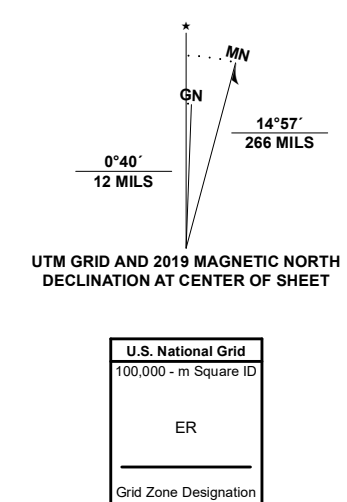 MN
GN
14°57´
266 MILS
0°40´
12 MILS
UTM GRID AND 2019 MAGNETIC NORTH
DECLINATION AT CENTER OF SHEET
U.S. National Grid
100,000 - m Square ID
ER
Grid Zone Designation